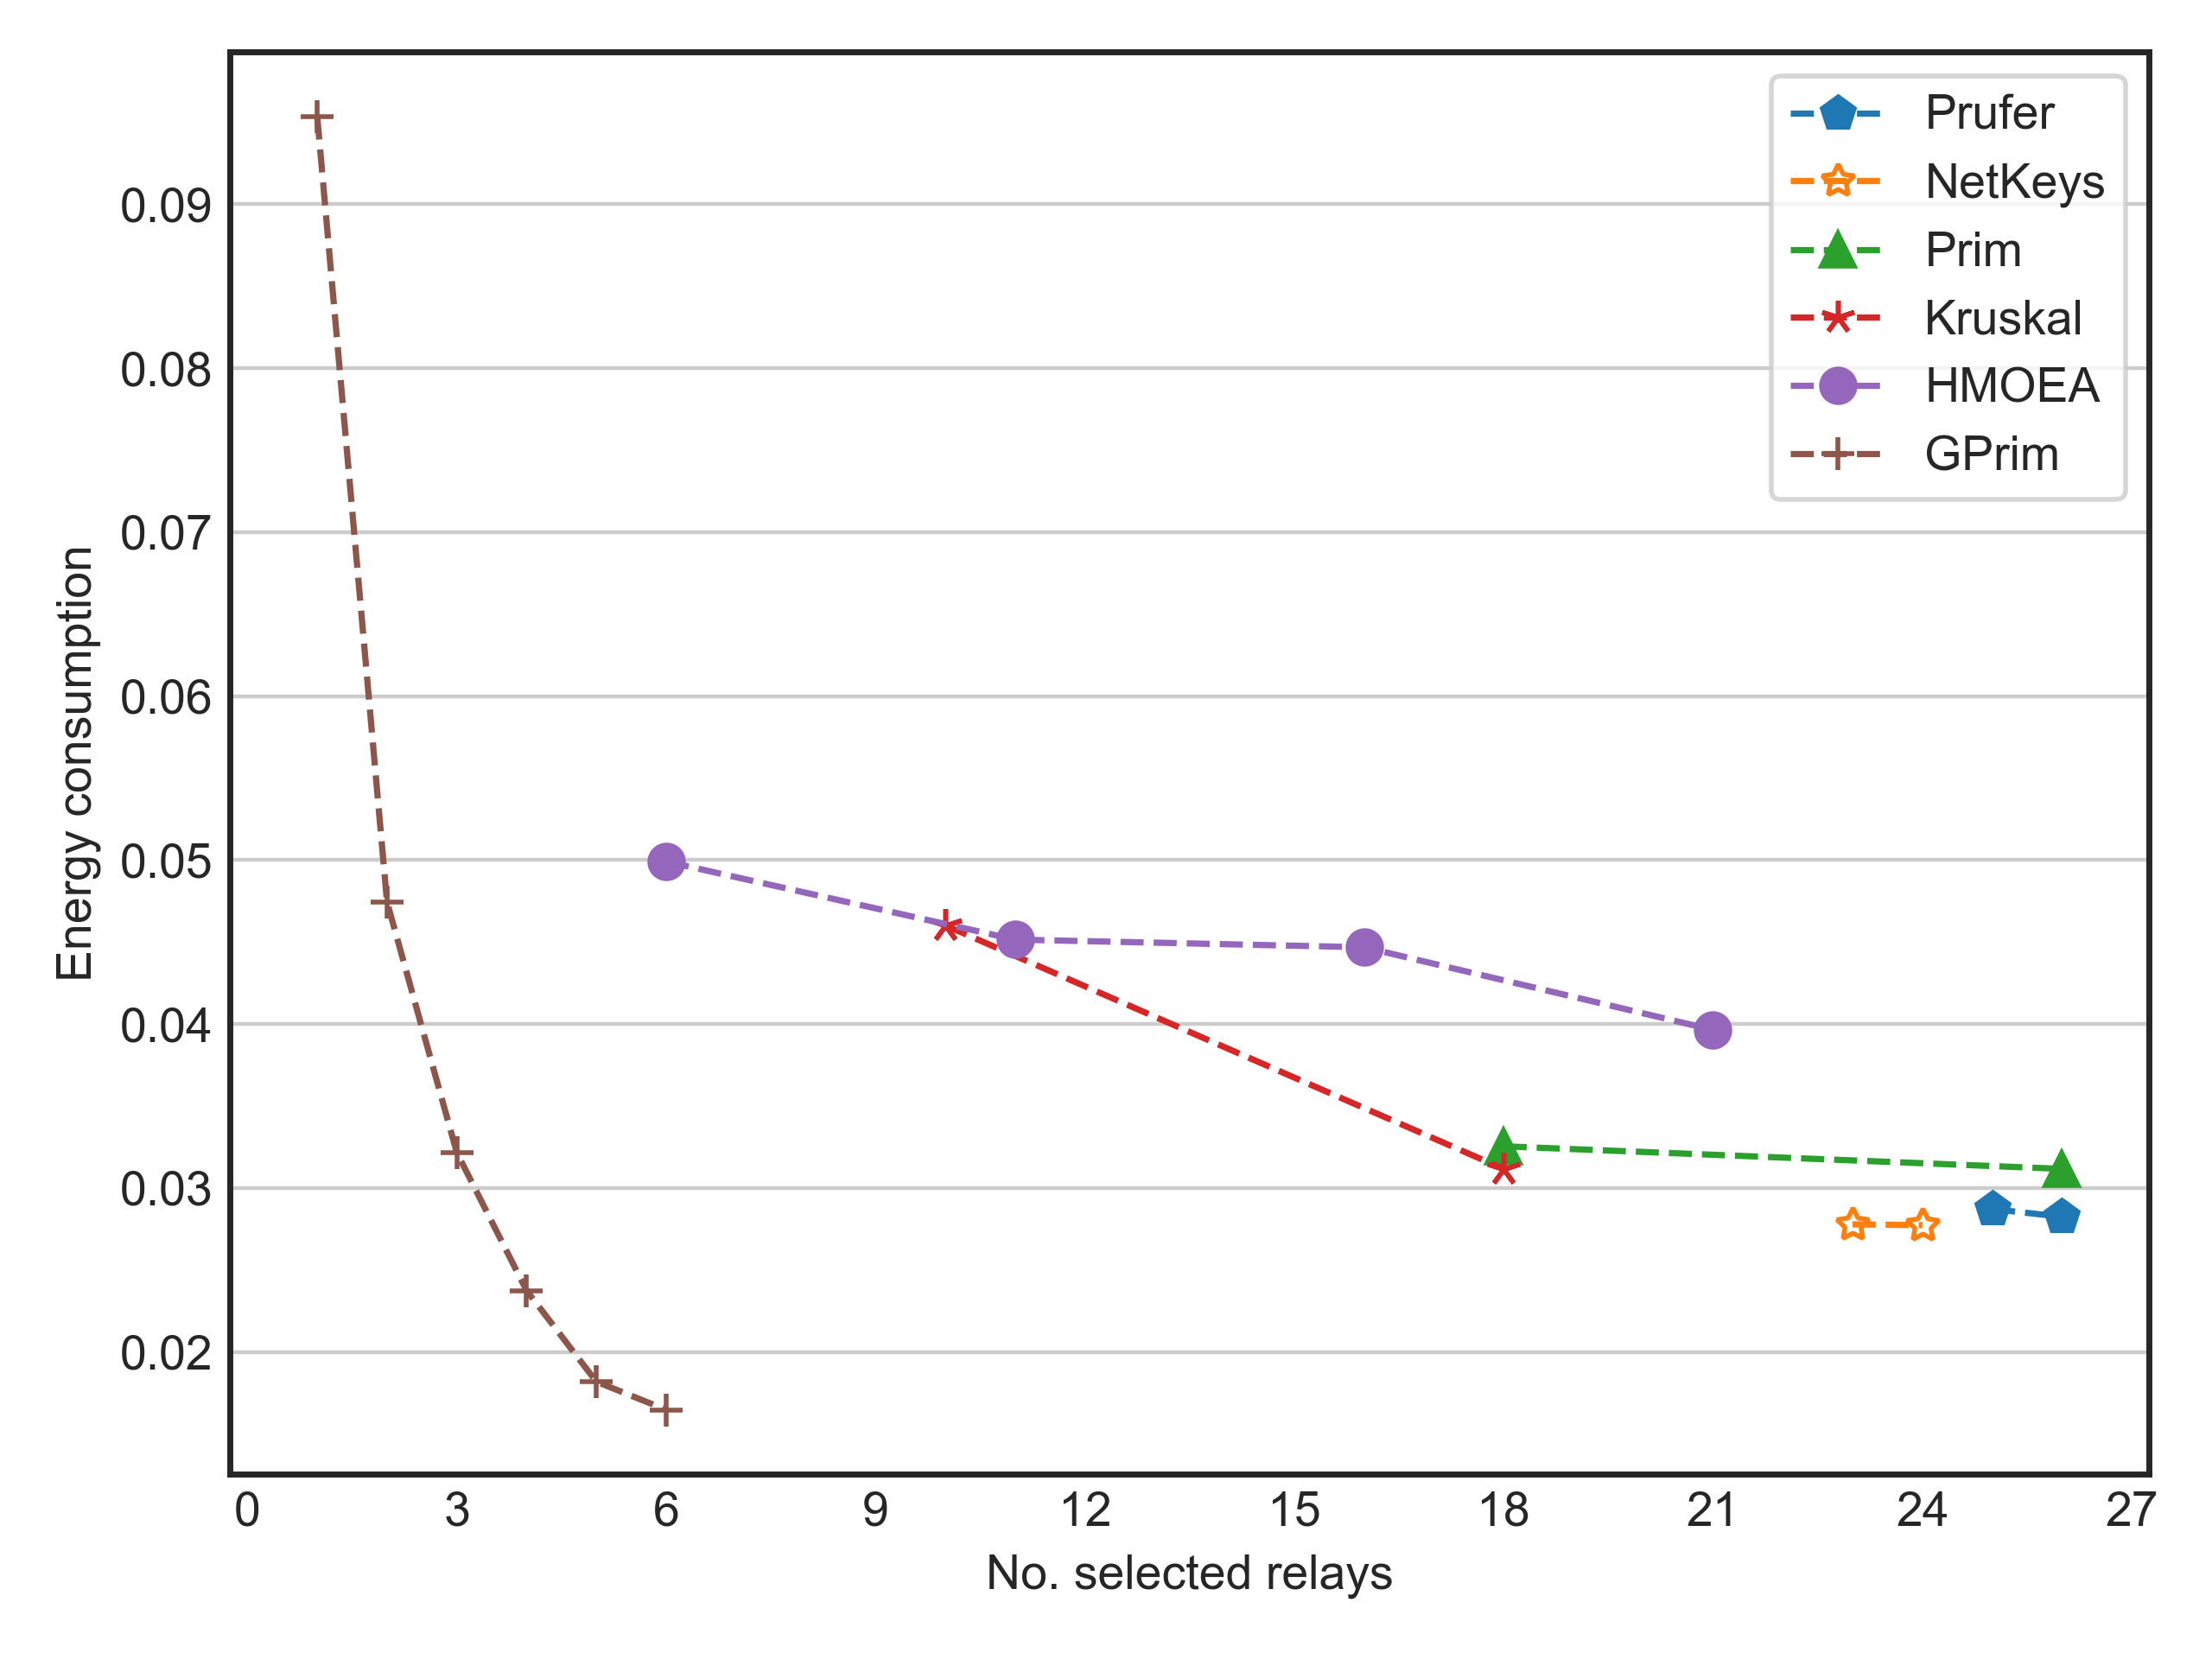 Prufer
NetKeys
Prim
Kruskal
HMOEA
GPrim
Energy consumption
0.09
0.08
0.07
0.06
0.05
0.04
0.03
0.02
0 3 6 9 12 15 18 21 24 27
No. selected relays